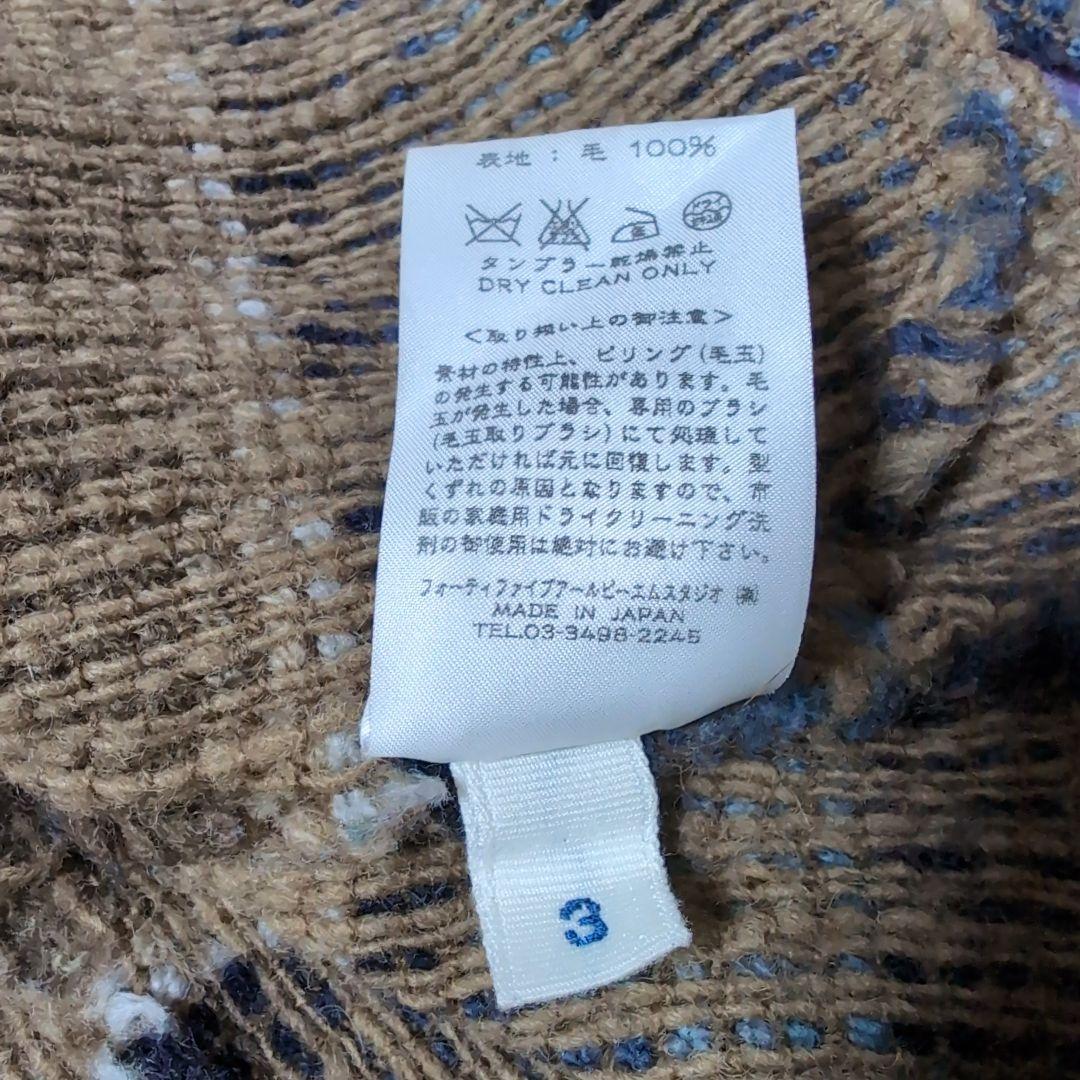 表地：毛 100%
ドライ
タンブラー乾燥禁止
DRY CLEAN ONLY
＜取り扱い上の御注意＞
素材の特性上、ピリング(毛玉)
の発生する可能性があります。毛
玉が発生した場合、専用のブラシ
(毛玉取りブラシ)にて処理して
いただければ元に回復します。型
くずれの原因となりますので、市
販の家庭用ドライクリーニング洗
剤の御使用は絶対にお避け下さい。
フォーティファイブアールピーエムスタジオ ㈱
MADE IN JAPAN
TEL.03-3498-2245
3